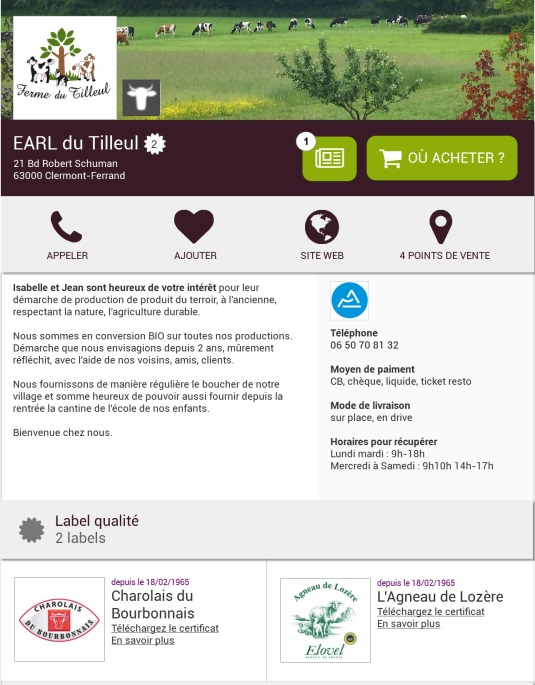 Ferme du Tilleul
EARL du Tilleul 2
21 Bd Robert Schuman
63000 Clermont-Ferrand
1
OÙ ACHETER ?
APPELER
AJOUTER
SITE WEB
4 POINTS DE VENTE
Isabelle et Jean sont heureux de votre intérêt pour leur
démarche de production de produit du terroir, à l'ancienne,
respectant la nature, l'agriculture durable.
Nous sommes en conversion BIO sur toutes nos productions.
Démarche que nous envisagions depuis 2 ans, mûrement
réfléchit, avec l'aide de nos voisins, amis, clients.
Nous fournissons de manière régulière le boucher de notre
village et somme heureux de pouvoir aussi fournir depuis la
rentrée la cantine de l'école de nos enfants.
Bienvenue chez nous.
Téléphone
06 50 70 81 32
Moyen de paiment
CB, chèque, liquide, ticket resto
Mode de livraison
sur place, en drive
Horaires pour récupérer
Lundi mardi : 9h-18h
Mercredi à Samedi : 9h10h 14h-17h
Label qualité
2 labels
CHAROLAIS
DU BOURBONNAIS
depuis le 18/02/1965
Charolais du
Bourbonnais
Téléchargez le certificat
En savoir plus
Agneau de Lozère
Elovel
PRODUIT DE FRANCE
depuis le 18/02/1965
L'Agneau de Lozère
Téléchargez le certificat
En savoir plus